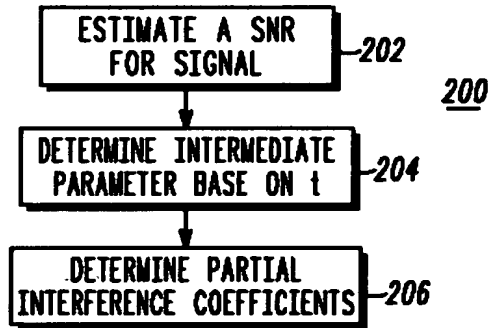 ESTIMATE A SNR
FOR SIGNAL
202
200
DETERMINE INTERMEDIATE
PARAMETER BASE ON t
204
DETERMINE PARTIAL
INTERFERENCE COEFFICIENTS
206